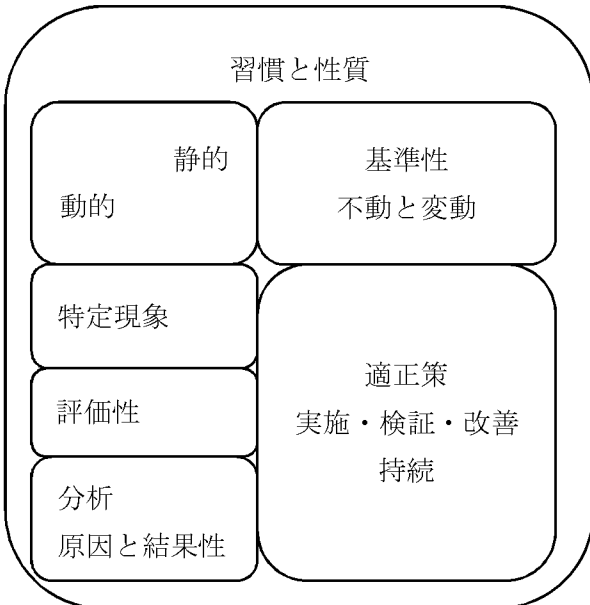 習慣と性質
静的
動的
基準性
不動と変動
特定現象
評価性
分析
原因と結果性
適正策
実施・検証・改善
持続